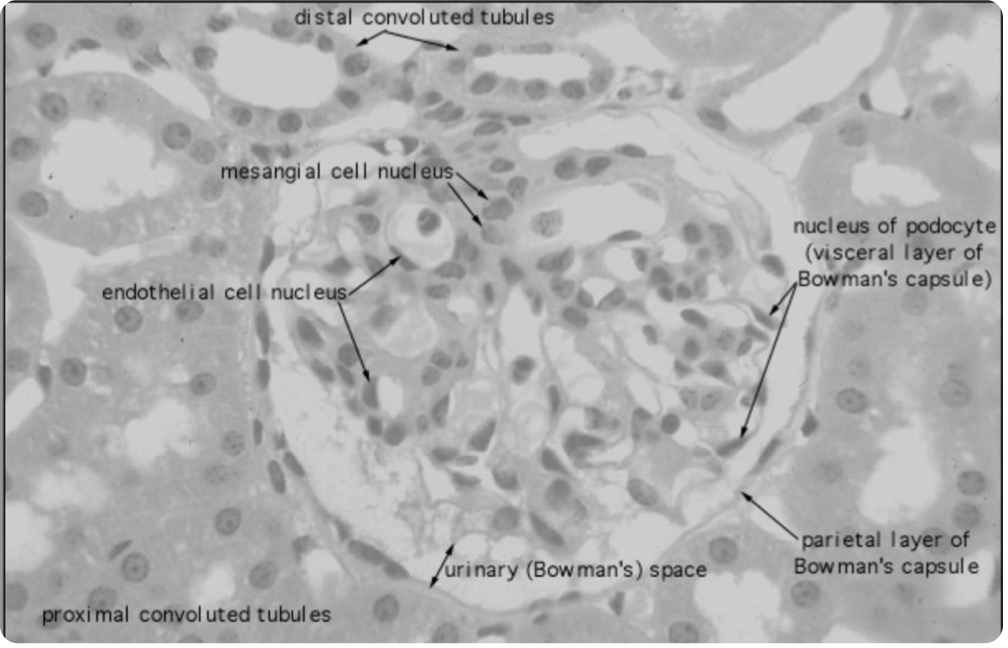 distal convoluted tubules
mesangial cell nucleus
nucleus of podocyte
(visceral layer of
Bowman's capsule)
endothelial cell nucleus
parietal layer of
Bowman's capsule
urinary (Bowman's) space
proximal convoluted tubules